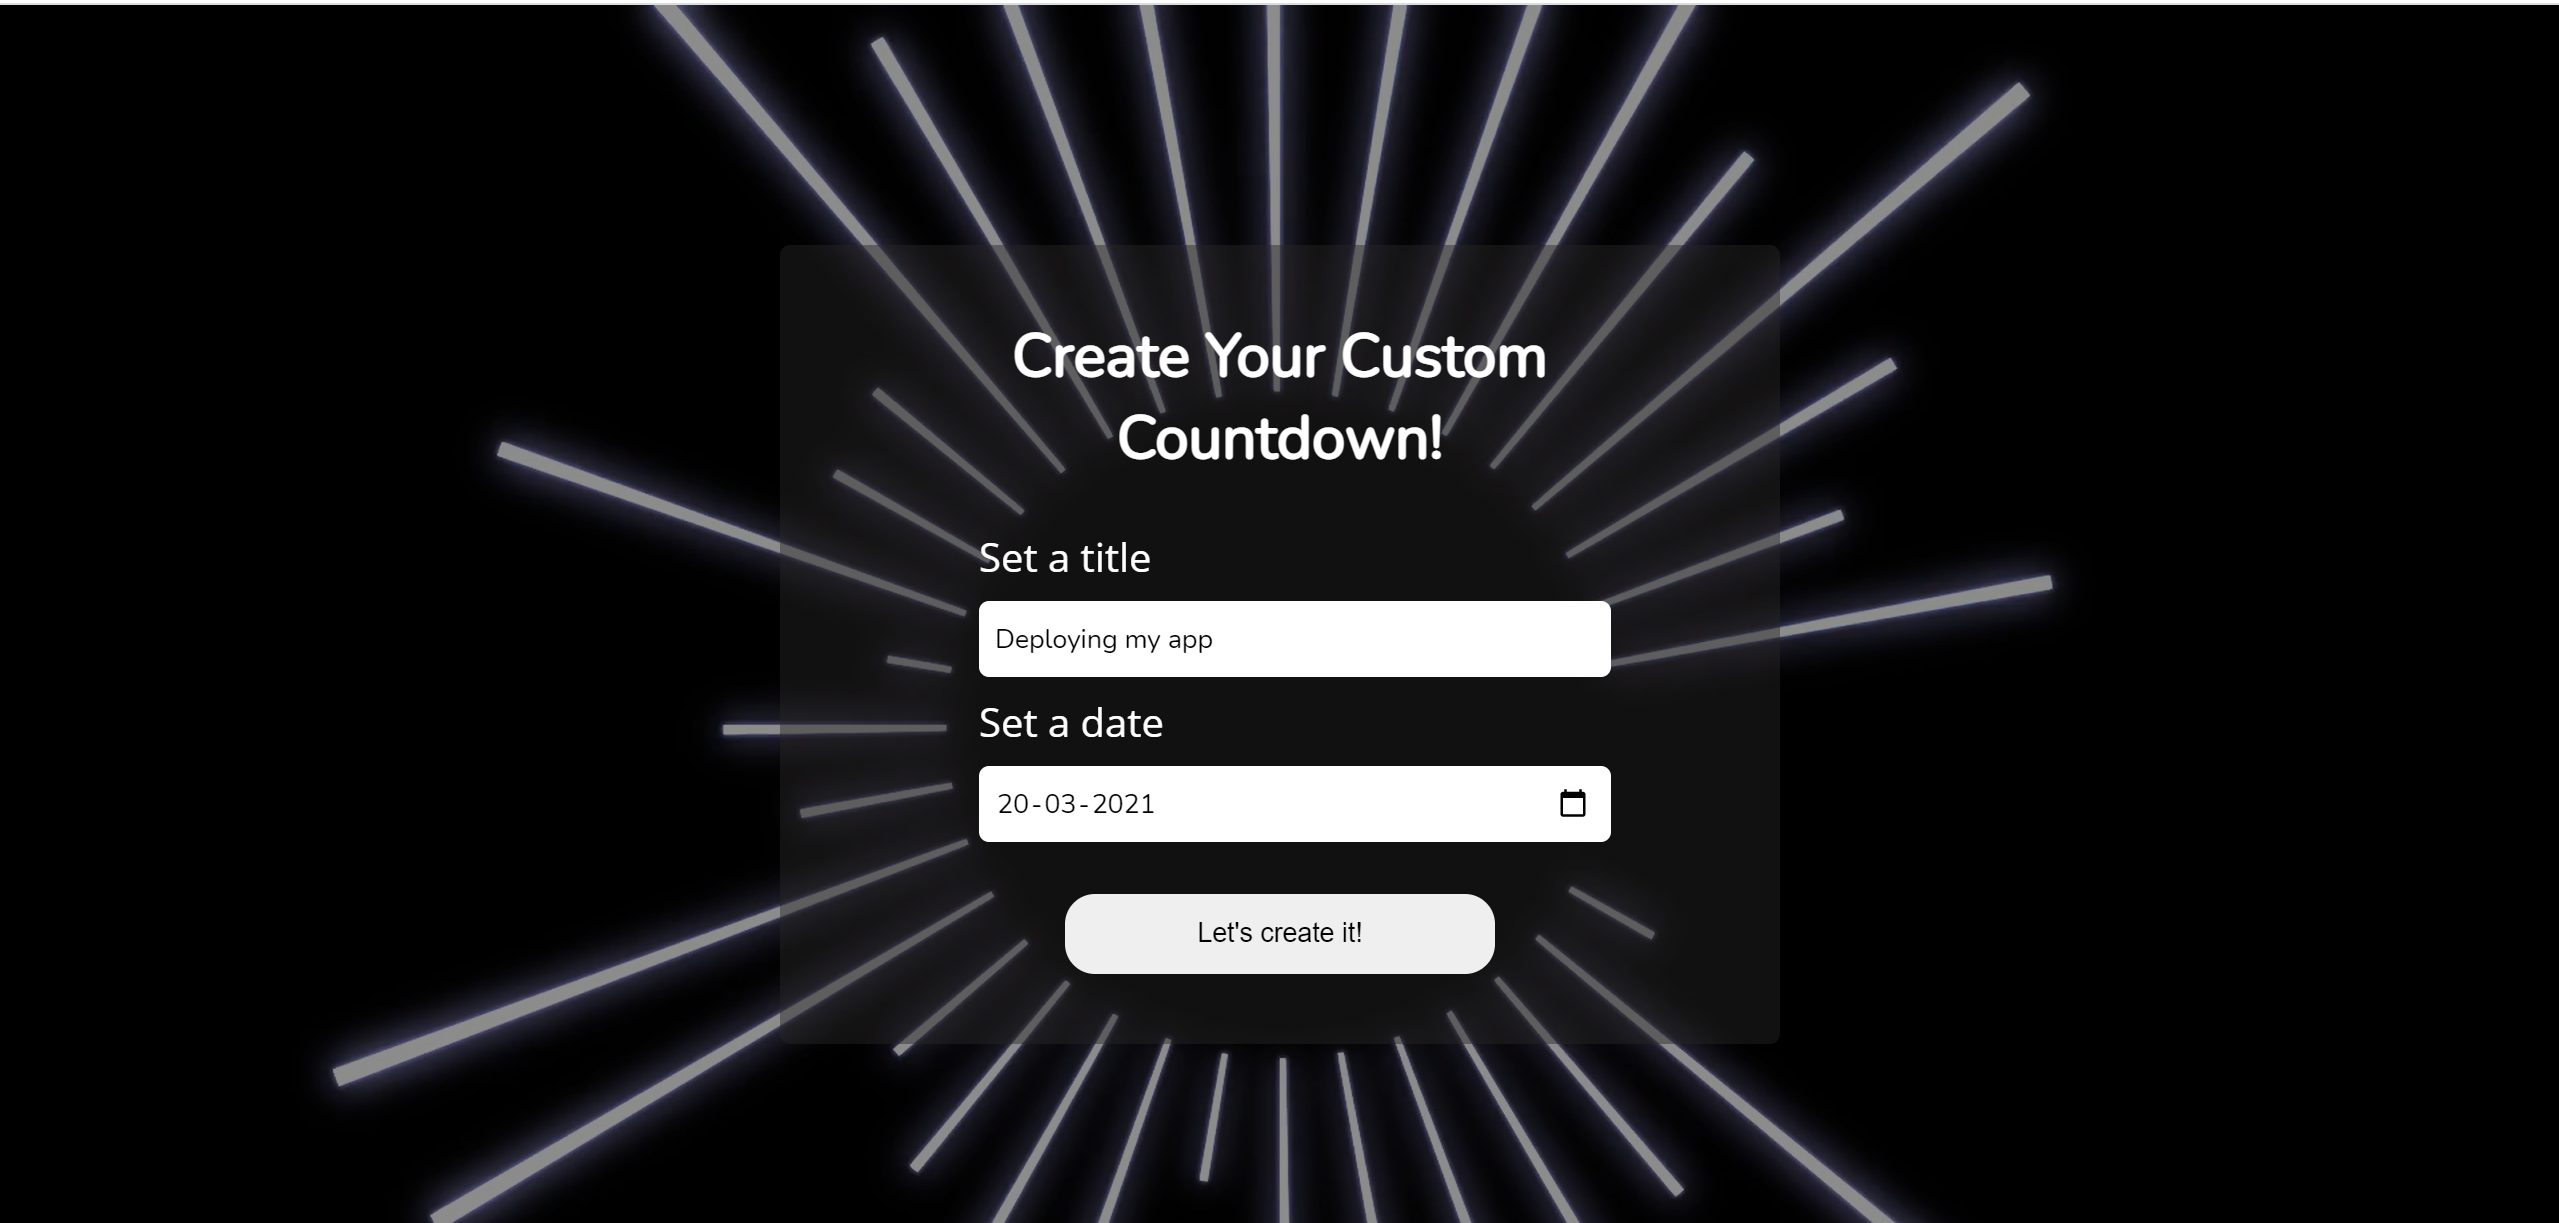 Create Your Custom
Countdown!
Set a title
Deploying my app
Set a date
20-03-2021
Let's create it!